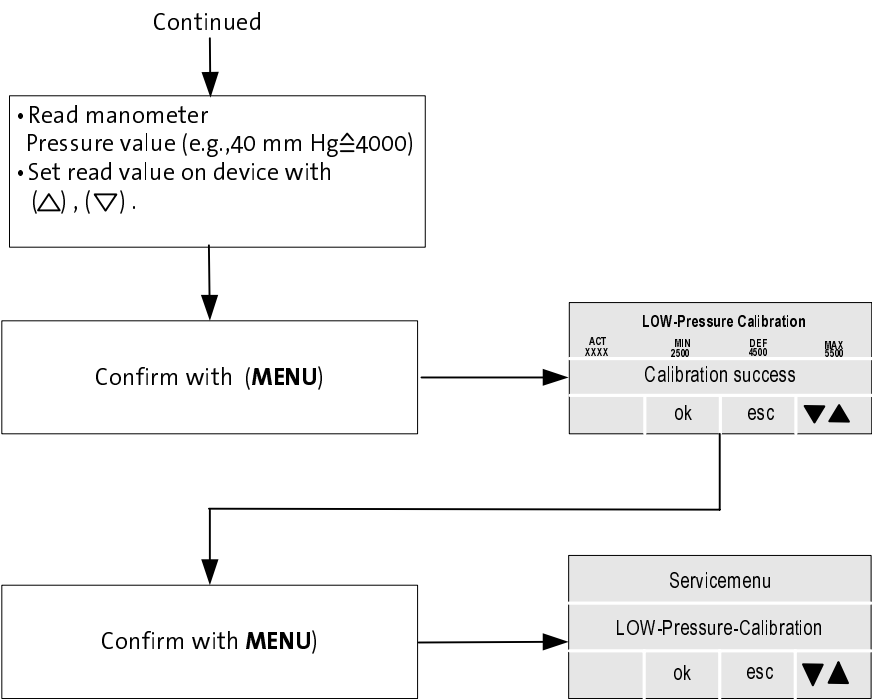 Continued
• Read manometer
Pressure value (e.g.,40 mm Hg≙4000)
• Set read value on device with
(△) , (▽) .
Confirm with (MENU)
LOW-Pressure Calibration
ACT MIN DEF MAX
XXXX 2500 4500 5500
Calibration success
ok esc ▼▲
Confirm with MENU)
Servicemenu
LOW-Pressure-Calibration
ok esc ▼▲